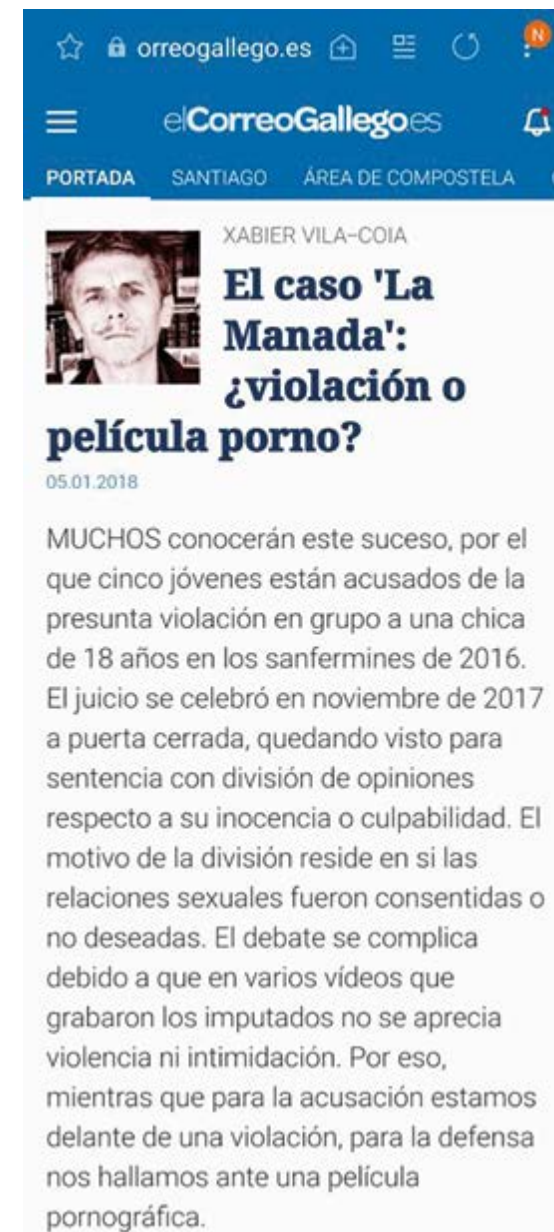 orreogallego.es
N
elCorreoGallego.es
PORTADA SANTIAGO ÁREA DE COMPOSTELA
XABIER VILA-COIA
El caso 'La
Manada':
¿violación o
película porno?
05.01.2018
MUCHOS conocerán este suceso, por el
que cinco jóvenes están acusados de la
presunta violación en grupo a una chica
de 18 años en los sanfermines de 2016.
El juicio se celebró en noviembre de 2017
a puerta cerrada, quedando visto para
sentencia con división de opiniones
respecto a su inocencia o culpabilidad. El
motivo de la división reside en si las
relaciones sexuales fueron consentidas o
no deseadas. El debate se complica
debido a que en varios vídeos que
grabaron los imputados no se aprecia
violencia ni intimidación. Por eso,
mientras que para la acusación estamos
delante de una violación, para la defensa
nos hallamos ante una película
pornográfica.